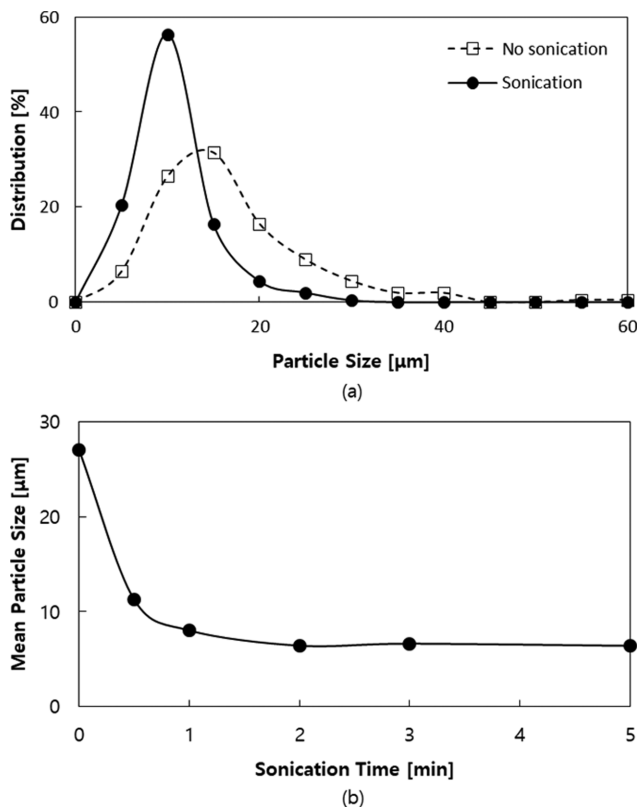 60
40
20
0
Distribution [%]
No sonication
Sonication
0 20 40 60
Particle Size [µm]
(a)
30
20
10
0
Mean Particle Size [µm]
0 1 2 3 4 5
Sonication Time [min]
(b)